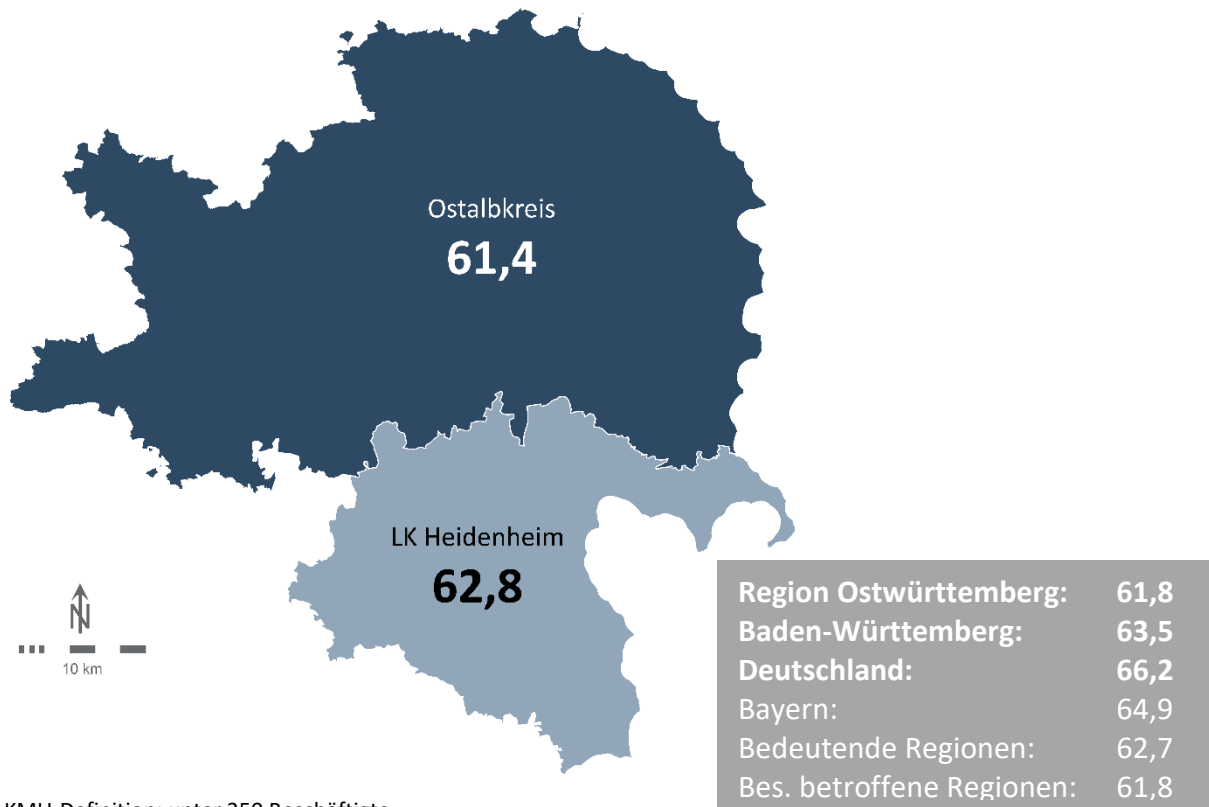 Ostalbkreis
61,4
LK Heidenheim
62,8
N
10 km
Region Ostwürttemberg: 61,8
Baden-Württemberg: 63,5
Deutschland: 66,2
Bayern: 64,9
Bedeutende Regionen: 62,7
Bes. betroffene Regionen: 61,8